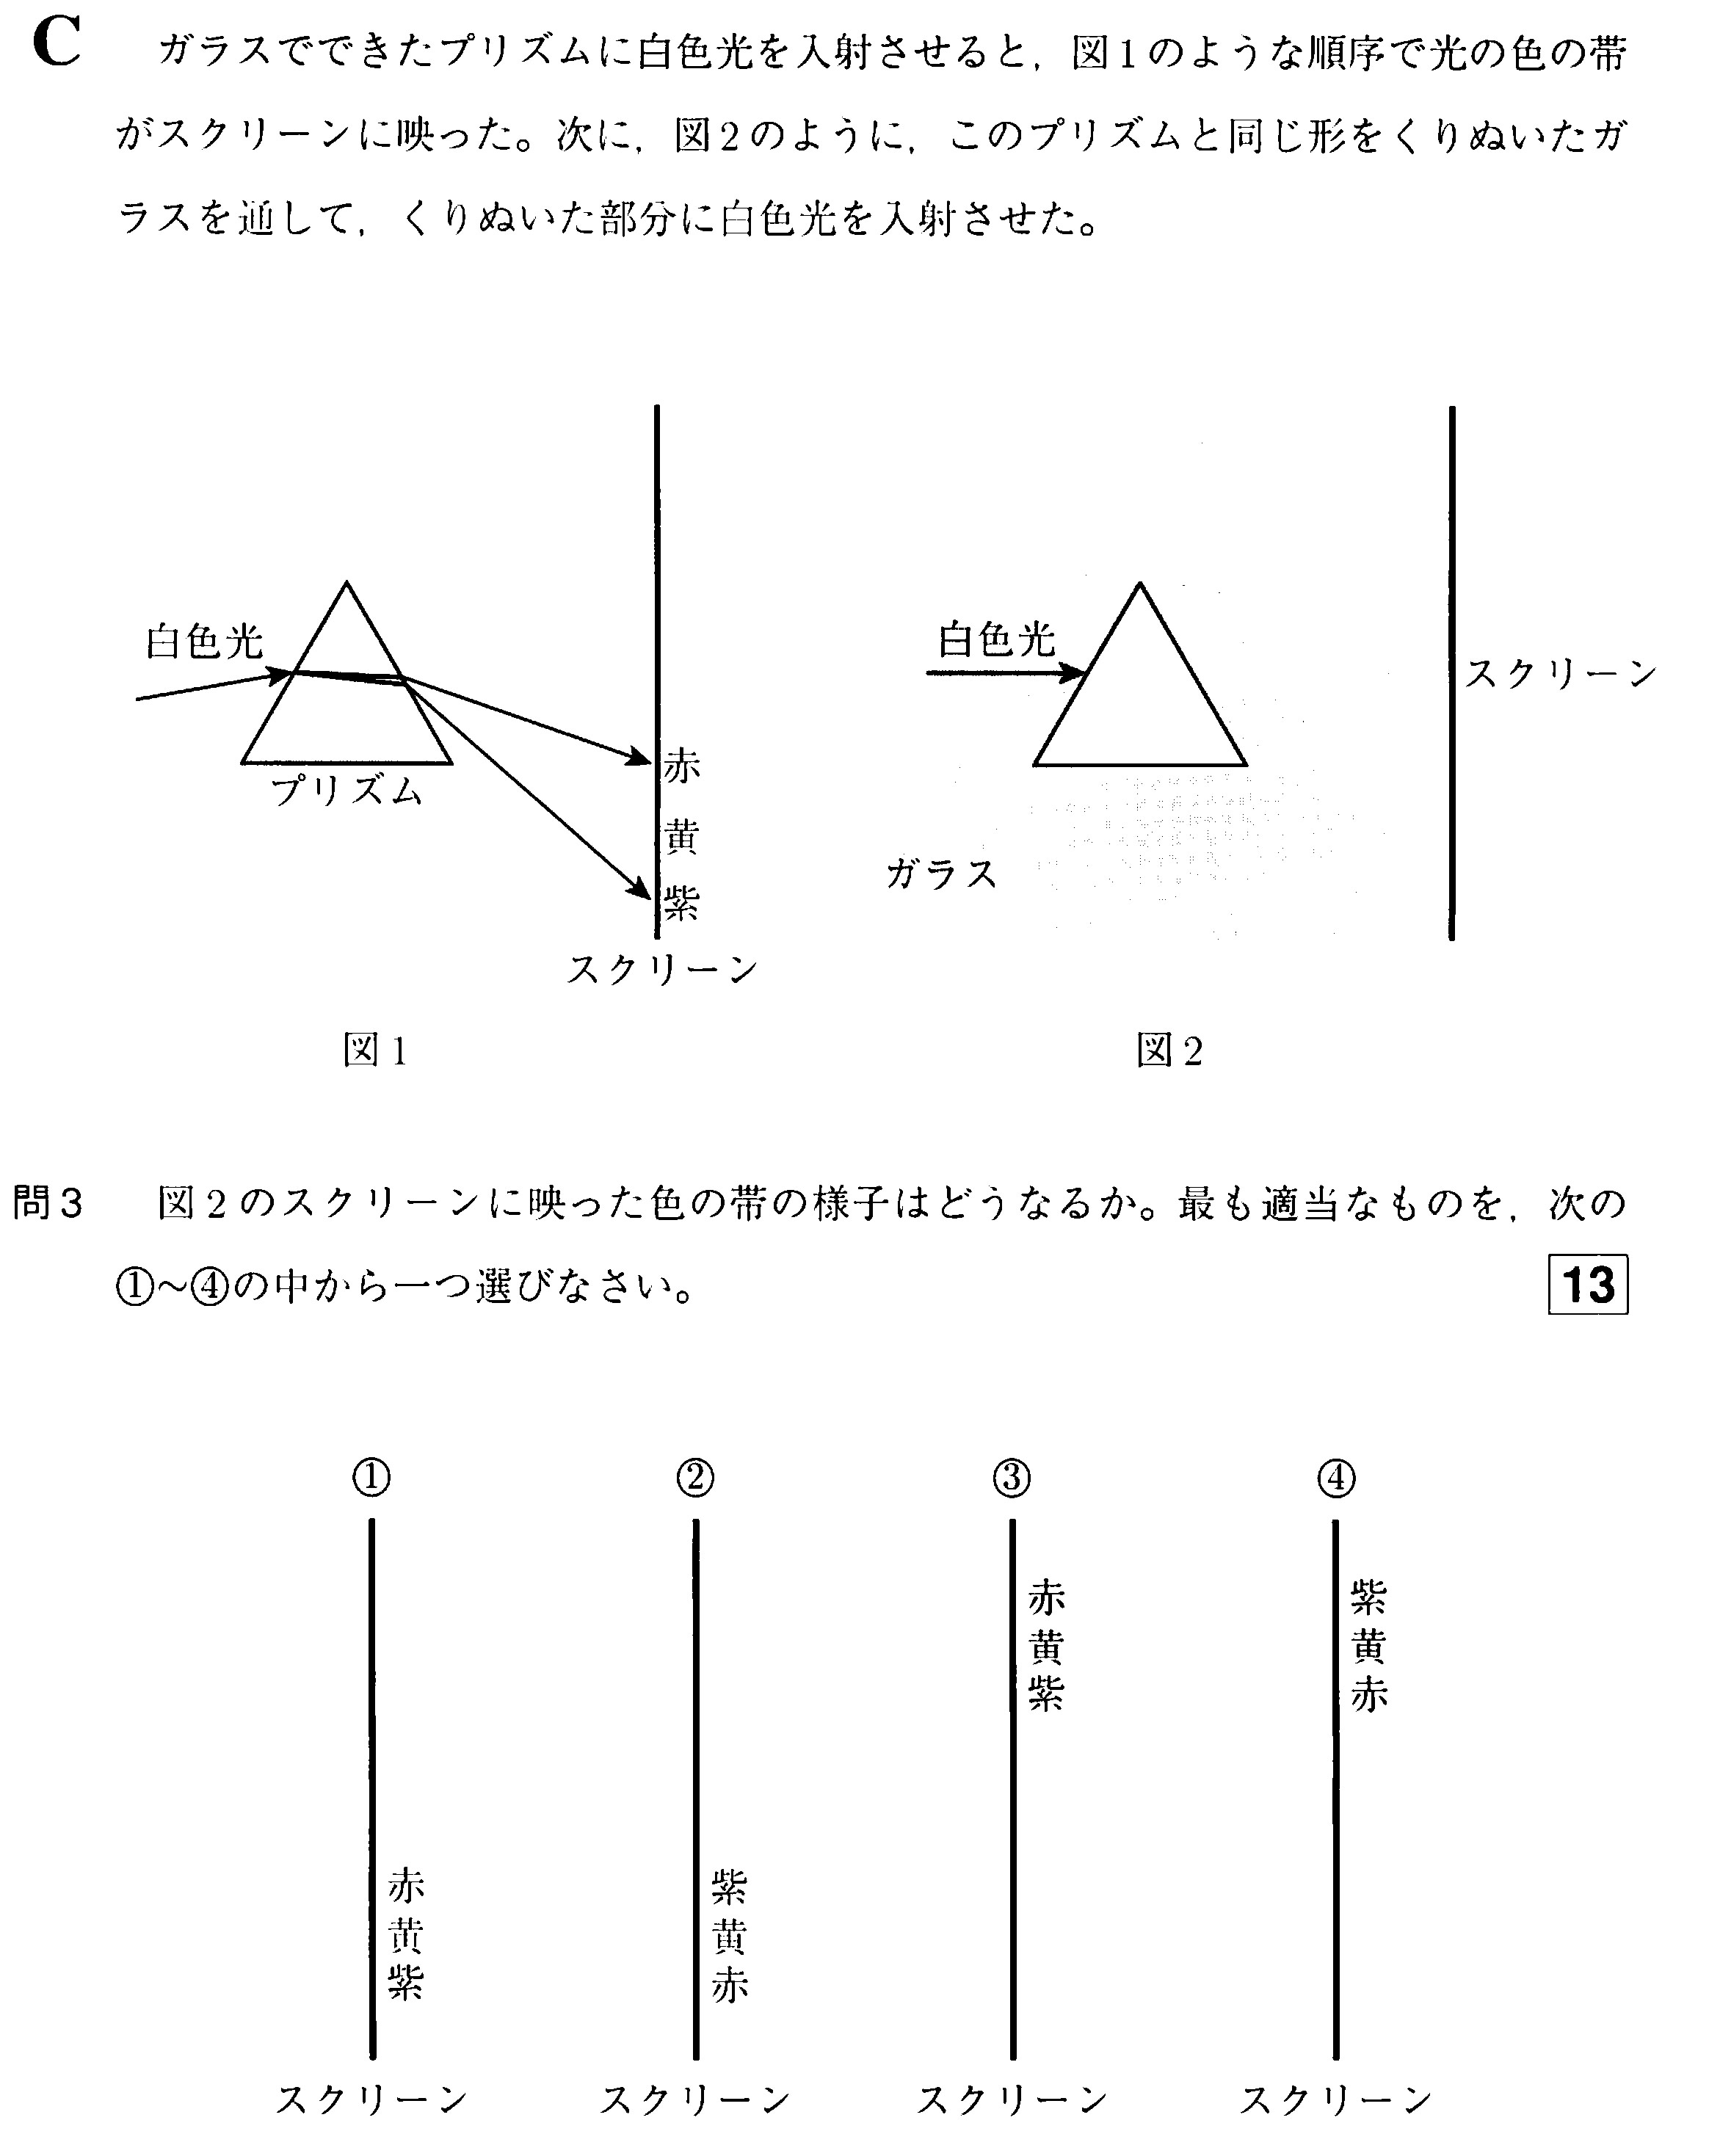 C ガラスでできたプリズムに白色光を入射させると，図1のような順序で光の色の帯
がスクリーンに映った。次に，図2のように，このプリズムと同じ形をくりぬいたガ
ラスを通して，くりぬいた部分に白色光を入射させた。
白色光
プリズム
赤
黄
紫
スクリーン
図1
白色光
ガラス
スクリーン
図2
問3 図2のスクリーンに映った色の帯の様子はどうなるか。最も適当なものを，次の
①～④の中から一つ選びなさい。 13
①
赤
黄
紫
スクリーン
②
紫
黄
赤
スクリーン
③
赤
黄
紫
スクリーン
④
紫
黄
赤
スクリーン